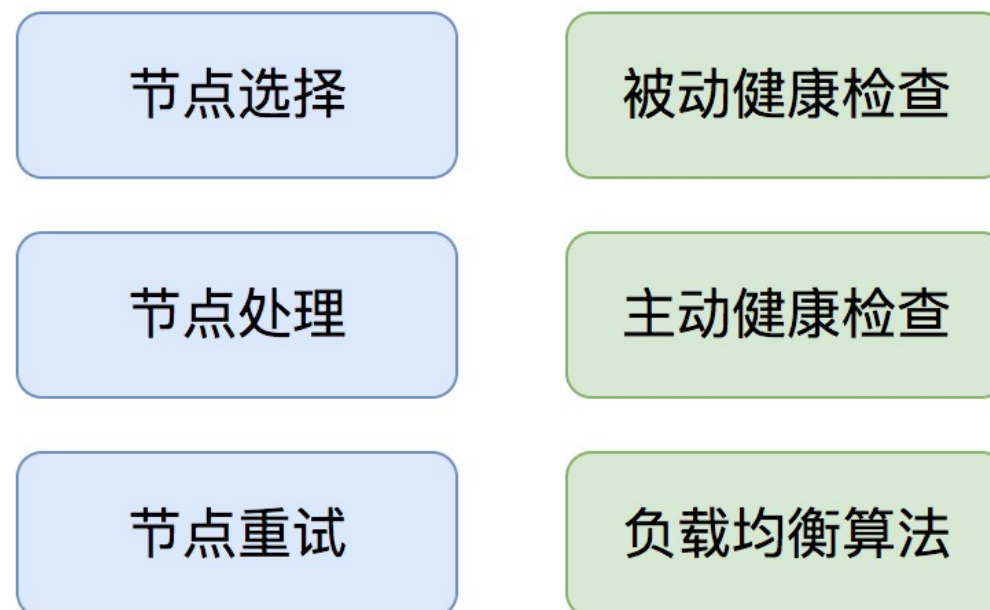 节点选择
被动健康检查
节点处理
主动健康检查
节点重试
负载均衡算法